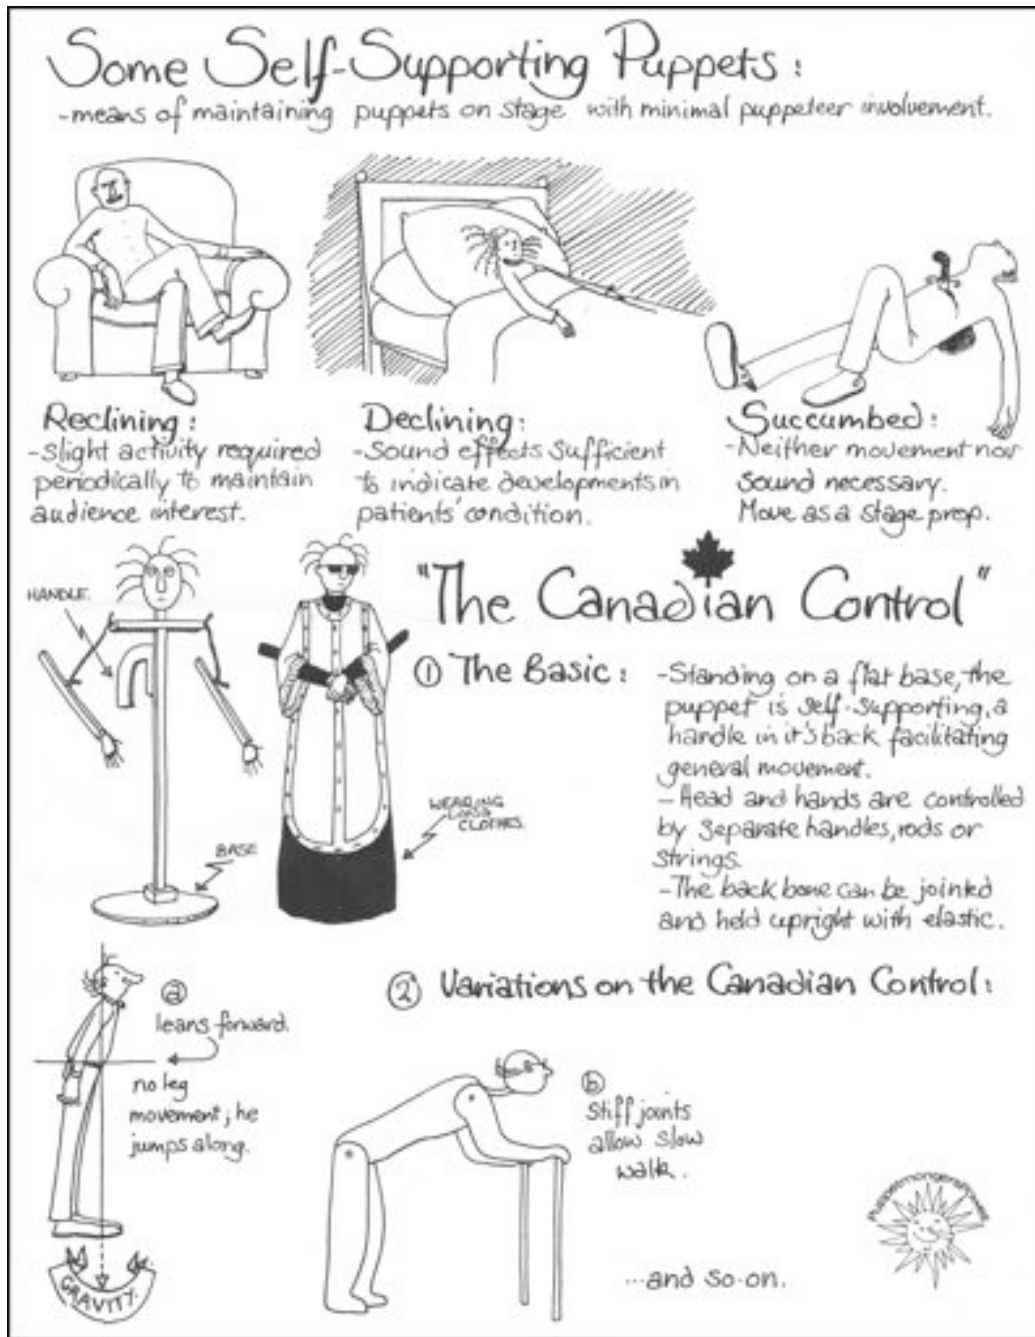 Some Self-Supporting Puppets:
-means of maintaining puppets on stage with minimal puppeteer involvement.
Reclining:
-Slight activity required
periodically to maintain
audience interest.
Declining:
-Sound effects sufficient
to indicate developments in
patients' condition.
Succumbed:
-Neither movement nor
sound necessary.
Move as a stage prop.
HANDLE.
BASE
WEARING
LONG
CLOTHES.
"The Canadian Control"
① The Basic:
-Standing on a flat base, the
puppet is self-supporting, a
handle in it's back facilitating
general movement.
-Head and hands are controlled
by separate handles, rods or
strings.
-The back bone can be jointed
and held upright with elastic.
② Variations on the Canadian Control:
ⓐ
leans forward.
no leg
movement; he
jumps along.
GRAVITY.
ⓑ
Stiff joints
allow slow
walk.
...and so-on.